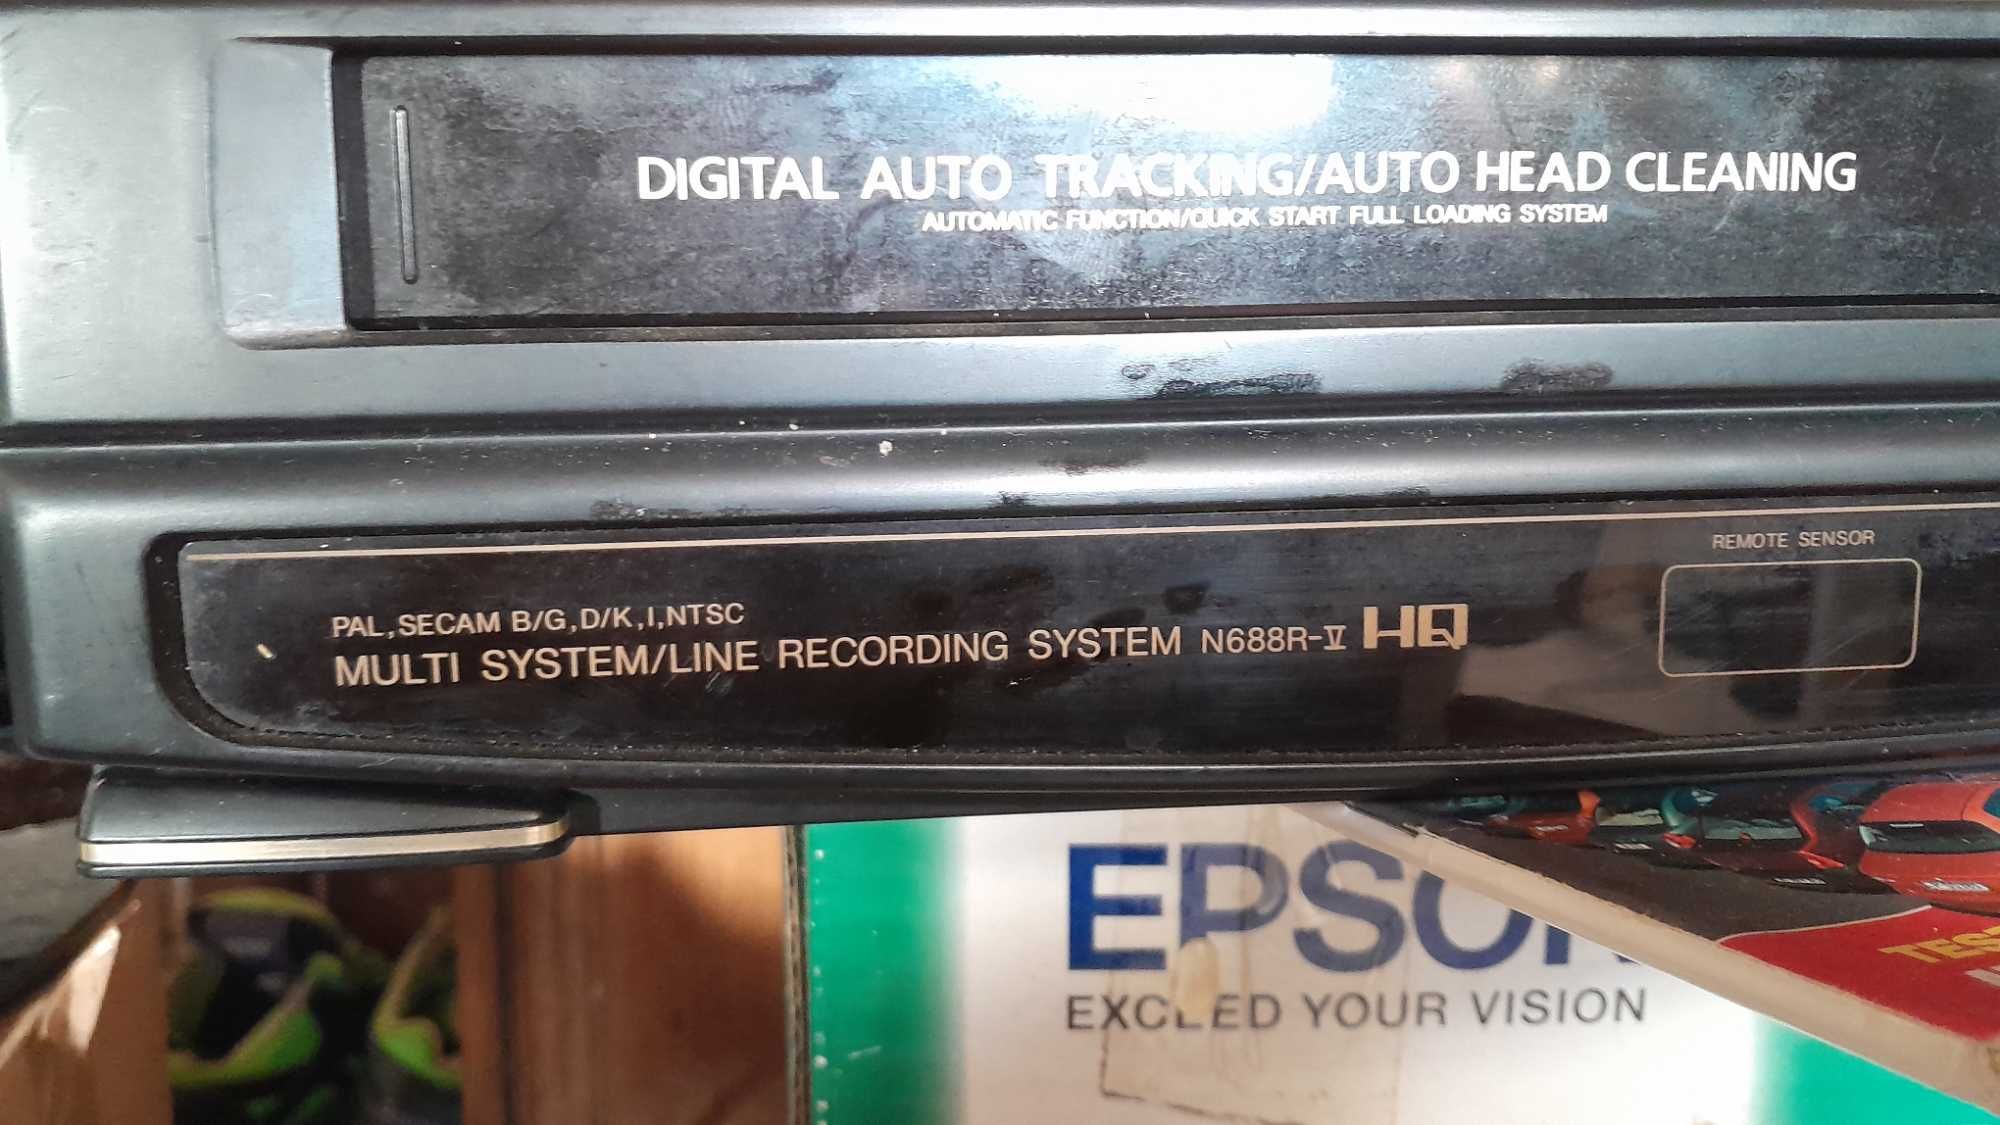 DIGITAL AUTO TRACKING/AUTO HEAD CLEANING
AUTOMATIC FUNCTION/QUICK START FULL LOADING SYSTEM
REMOTE SENSOR
PAL,SECAM B/G,D/K,I,NTSC
MULTI SYSTEM/LINE RECORDING SYSTEM N688R-V HQ
EPSON
EXCEED YOUR VISION